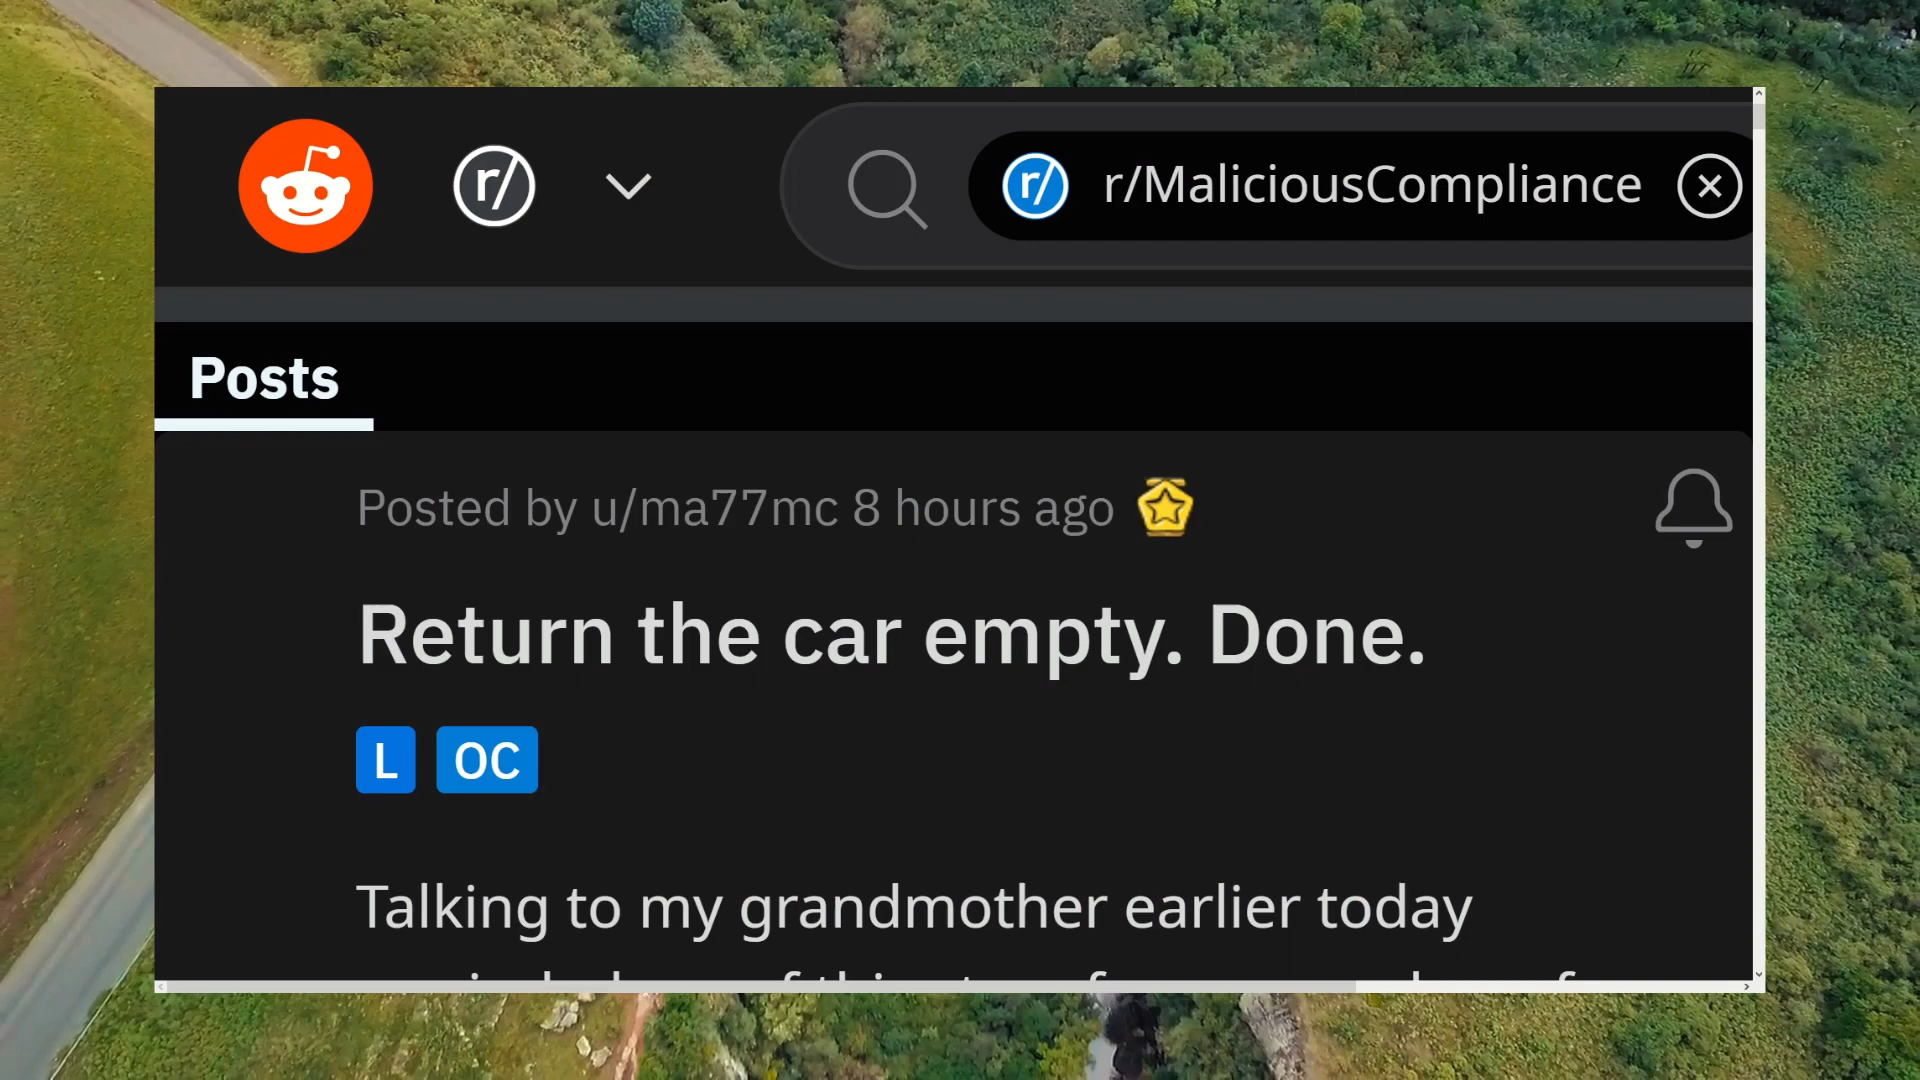 r/ r/ r/MaliciousCompliance
Posts
Posted by u/ma77mc 8 hours ago
Return the car empty. Done.
L OC
Talking to my grandmother earlier today